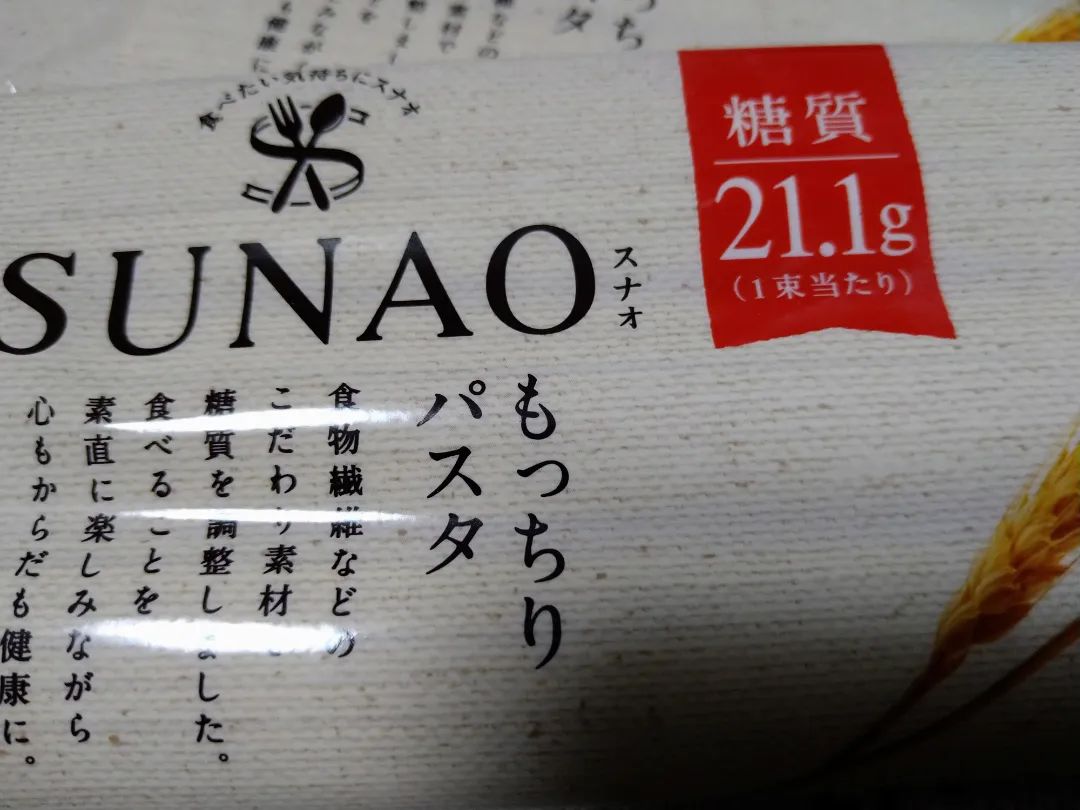 食べたい気持ちにスナオ
SUNAO
スナオ
糖質
21.1g
(1束当たり)
もっちり
パスタ
食物繊維などの
こだわり素材
糖質を調整しました。
食べることを
素直に楽しみながら
心もからだも健康に。